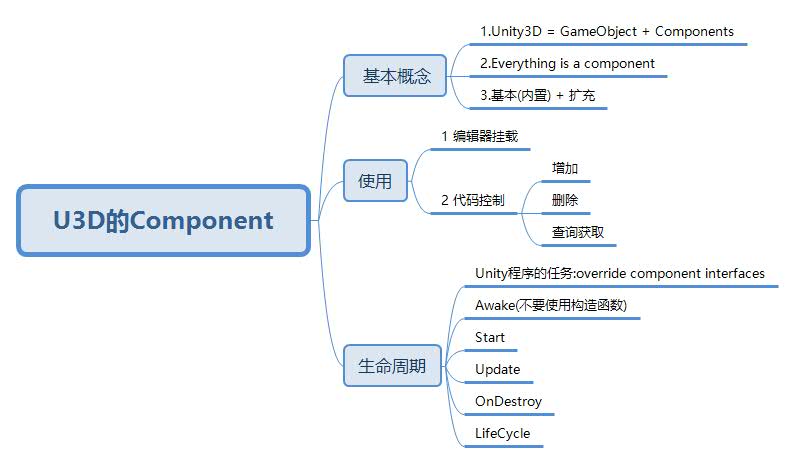 U3D的Component
基本概念
1.Unity3D = GameObject + Components
2.Everything is a component
3.基本(内置) + 扩充
使用
1 编辑器挂载
2 代码控制
增加
删除
查询获取
生命周期
Unity程序的任务:override component interfaces
Awake(不要使用构造函数)
Start
Update
OnDestroy
LifeCycle